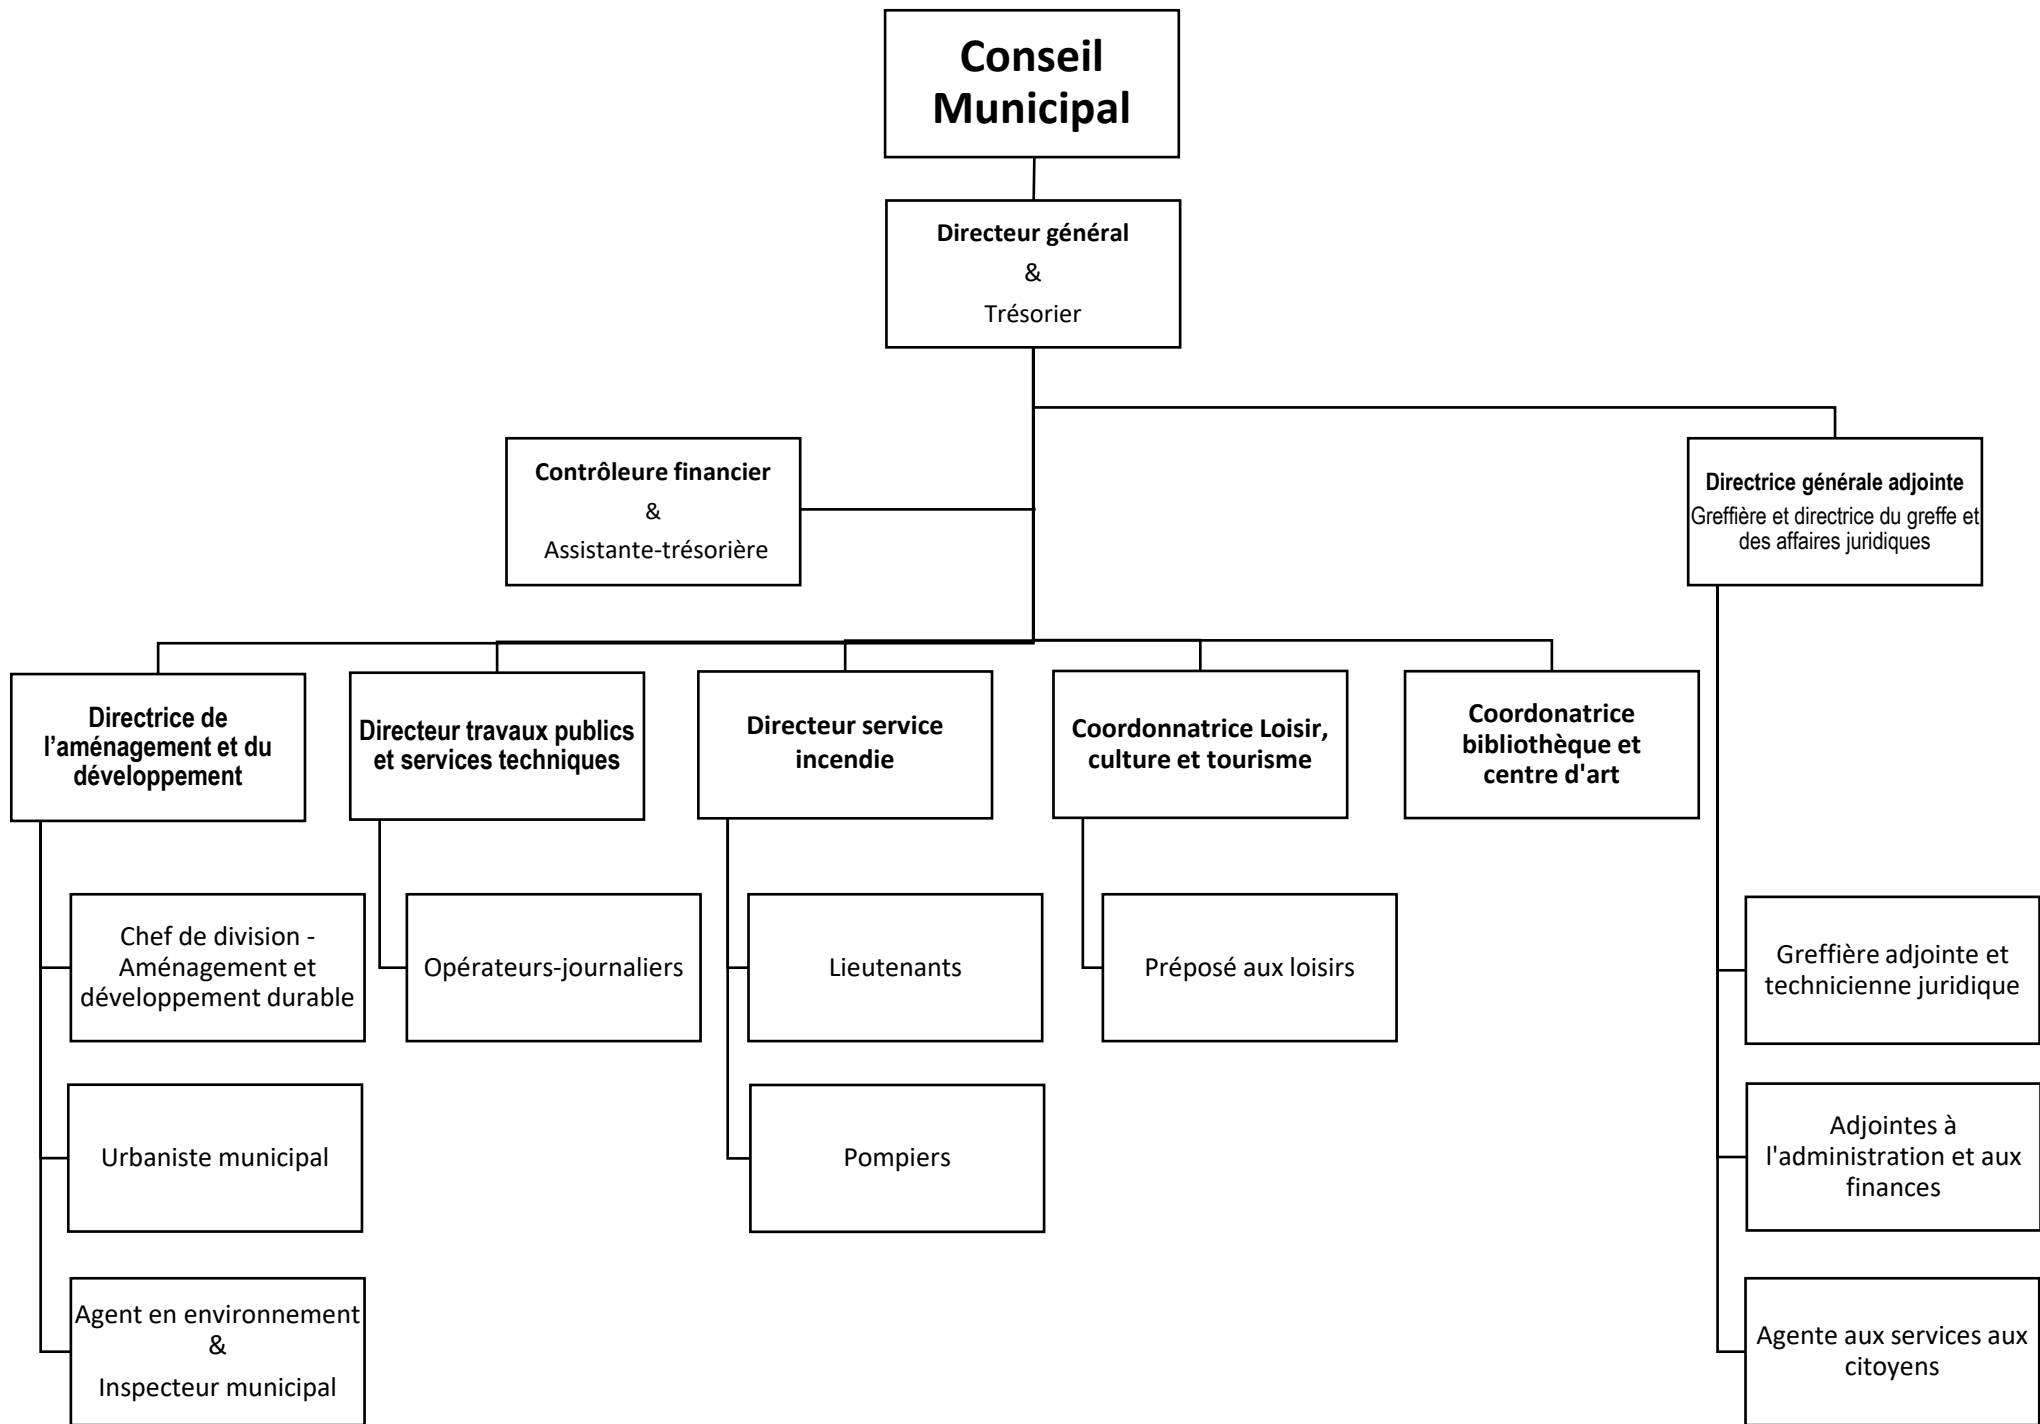 Conseil
Municipal
Directeur général
&
Trésorier
Contrôleure financier
&
Assistante-trésorière
Directrice générale adjointe
Greffière et directrice du greffe et
des affaires juridiques
Directrice de
l'aménagement et du
développement
Directeur travaux publics
et services techniques
Directeur service
incendie
Coordonnatrice Loisir,
culture et tourisme
Coordonatrice
bibliothèque et
centre d'art
Chef de division -
Aménagement et
développement durable
Opérateurs-journaliers
Lieutenants
Préposé aux loisirs
Greffière adjointe et
technicienne juridique
Urbaniste municipal
Pompiers
Adjointes à
l'administration et aux
finances
Agent en environnement
&
Inspecteur municipal
Agente aux services aux
citoyens